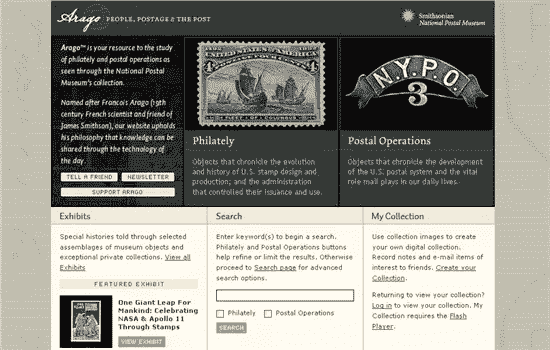 Arago PEOPLE, POSTAGE & THE POST
Smithsonian
National Postal Museum
Arago™ is your resource to the study
of philately and postal operations as
seen through the National Postal
Museum's collection.
Named after Francois Arago (19th
century French scientist and friend of
James Smithson), our website upholds
his philosophy that knowledge can be
shared through the technology of
the day.
TELL A FRIEND
NEWSLETTER
SUPPORT ARAGO
UNITED STATES OF AMERICA
4
4
FLEET OF COLUMBUS
N.Y.P.O.
3
Philately
Objects that chronicle the evolution
and history of U.S. stamp design and
production; and the administration
that controlled their issuance and use.
Postal Operations
Objects that chronicle the development
of the U.S. postal system and the vital
role mail plays in our daily lives.
Exhibits
Special histories told through selected
assemblages of museum objects and
exceptional private collections. View all
Exhibits
FEATURED EXHIBIT
One Giant Leap For
Mankind: Celebrating
NASA & Apollo 11
Through Stamps
VIEW EXHIBIT
Search
Enter keyword(s) to begin a search.
Philately and Postal Operations buttons
help refine or limit the results. Otherwise
proceed to Search page for advanced
search options.
Philately
Postal Operations
SEARCH
My Collection
Use collection images to create
your own digital collection.
Record notes and e-mail items of
interest to friends. Create your
Collection.
Returning to view your collection?
Log in to view your collection. My
Collection requires the Flash
Player.